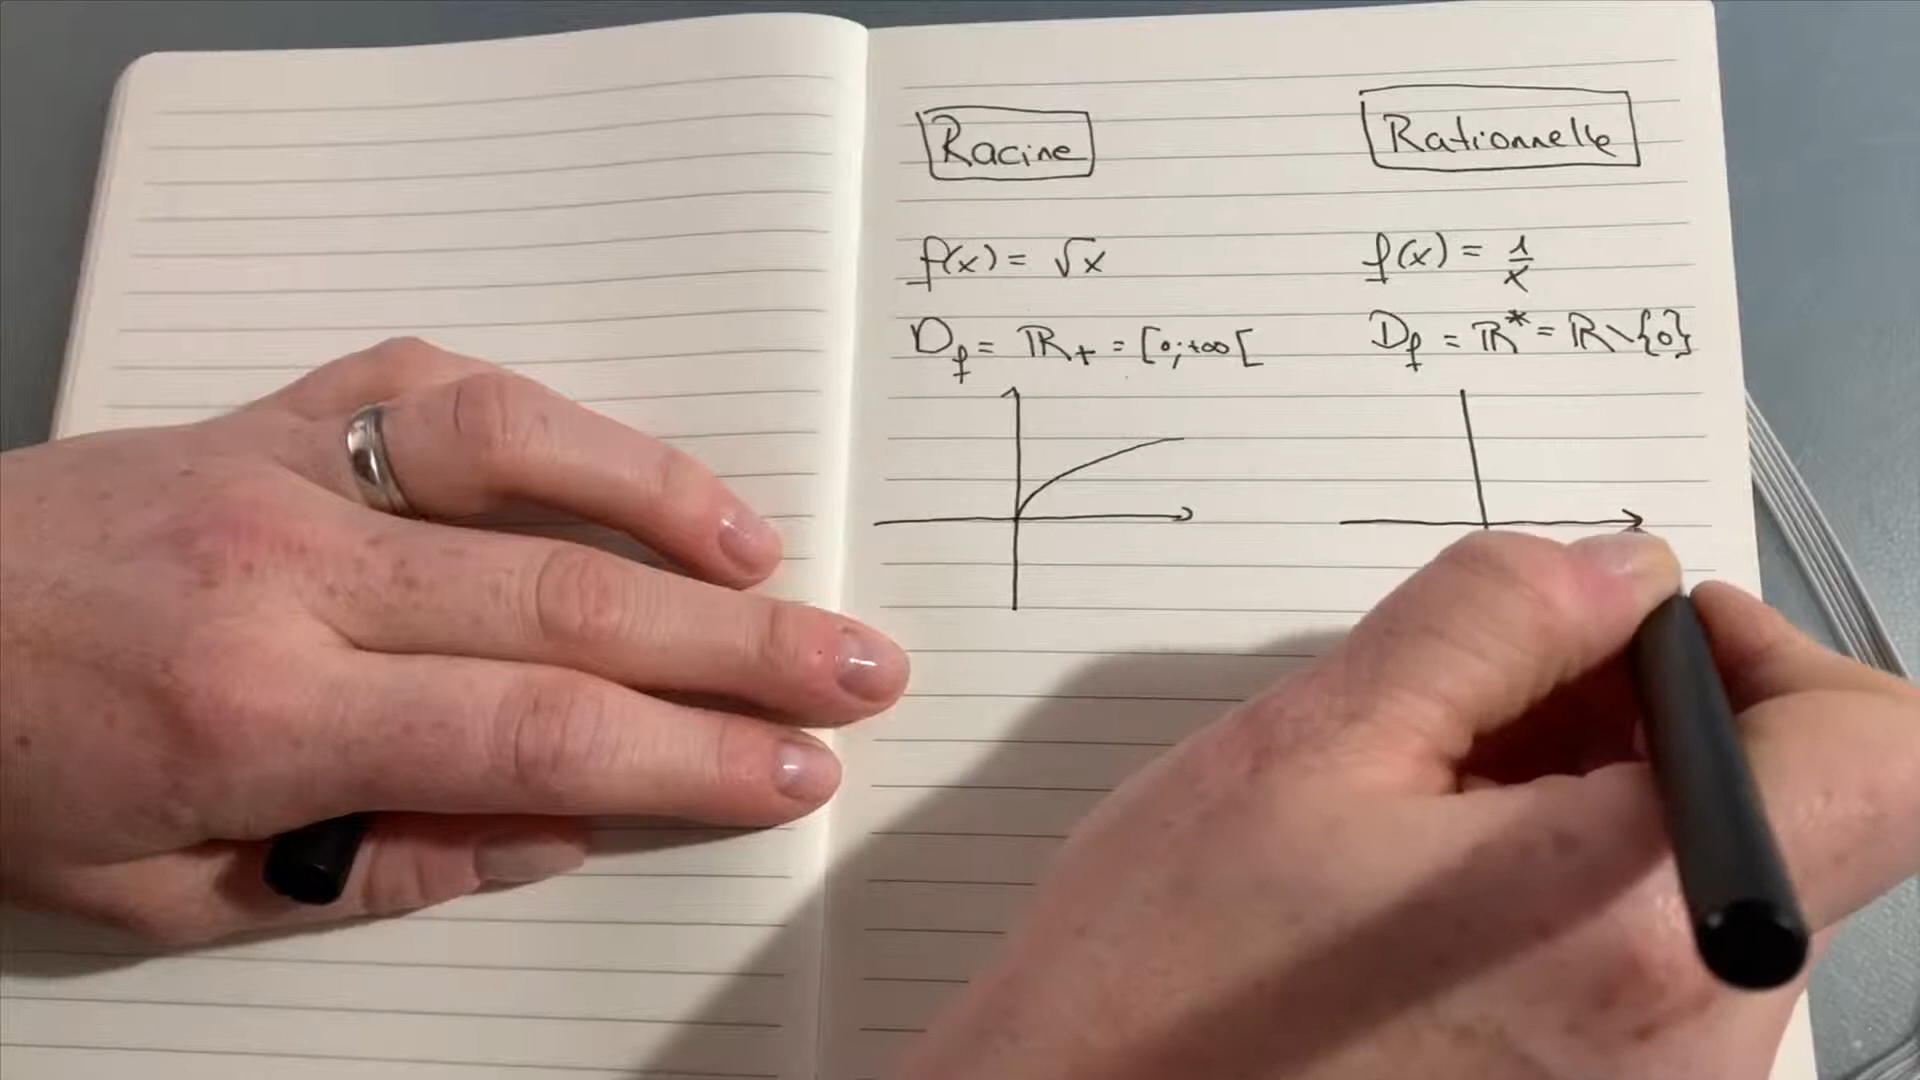 Racine
f(x) = √x
D_f = ℝ₊ = [0; +∞[
Rationnelle
f(x) = 1/x
D_f = ℝ* = ℝ∖{0}